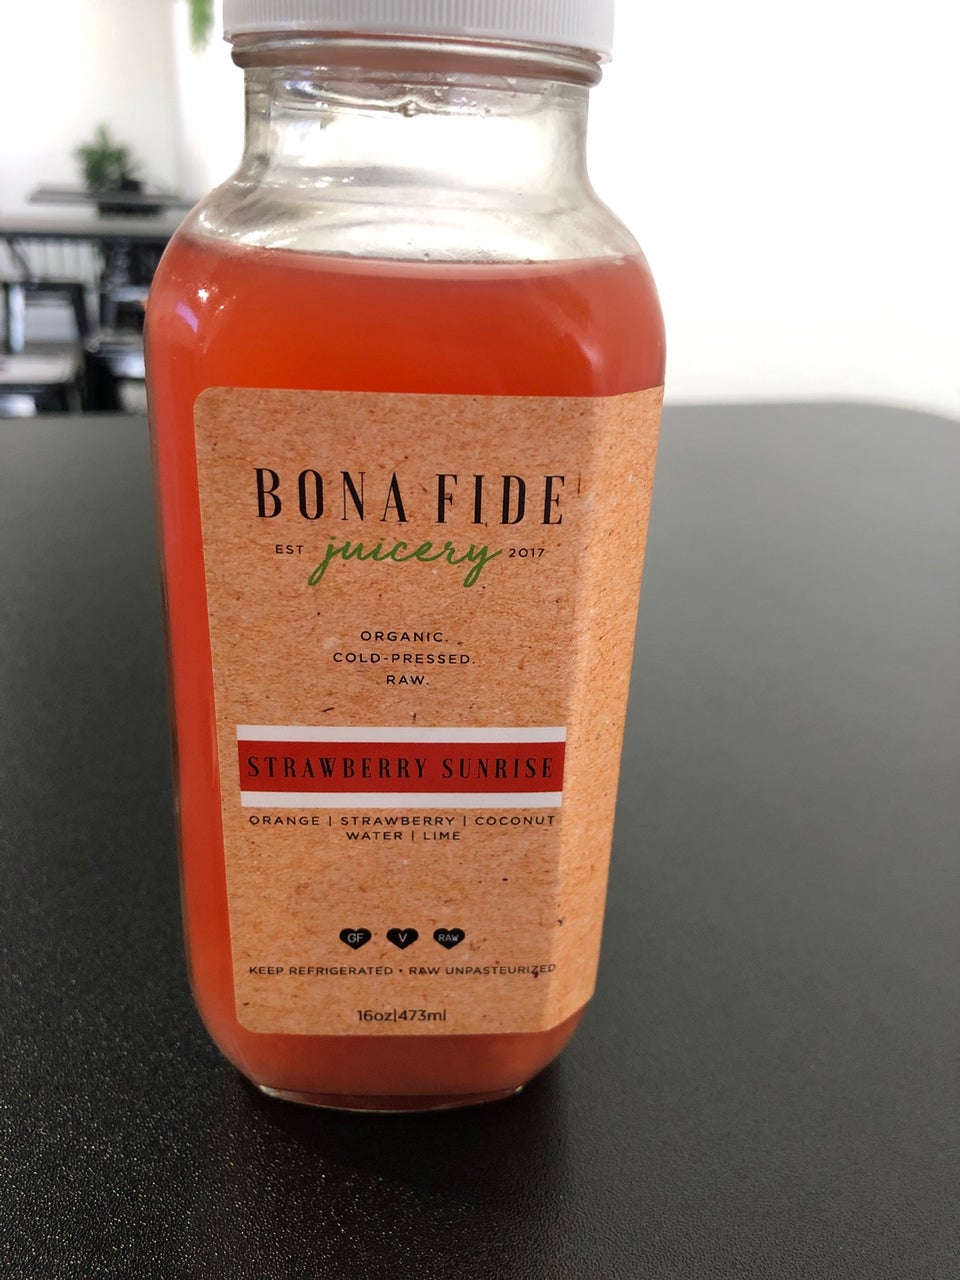 BONA FIDE
EST juicery 2017
ORGANIC.
COLD-PRESSED.
RAW.
STRAWBERRY SUNRISE
ORANGE | STRAWBERRY | COCONUT
WATER | LIME
GF V RAW
KEEP REFRIGERATED • RAW UNPASTEURIZED
16oz|473ml